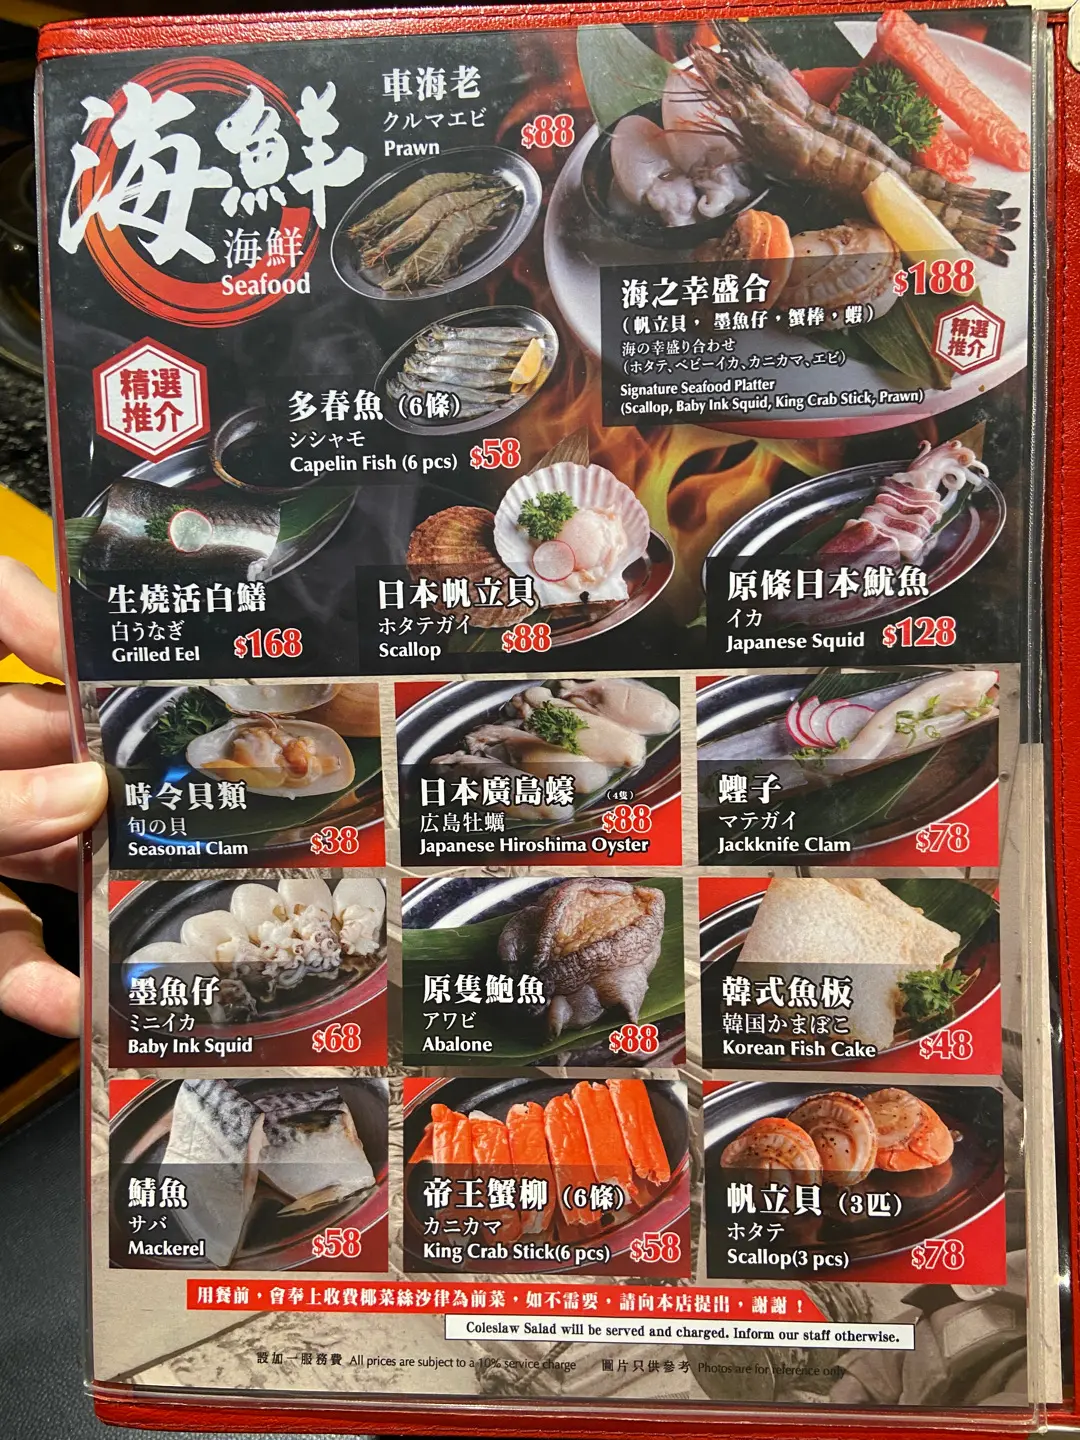 海鮮
海鮮
Seafood
車海老
クルマエビ
Prawn
$88
海之幸盛合
$188
（帆立貝，墨魚仔，蟹棒，蝦）
海の幸盛り合わせ
（ホタテ、ベビーイカ、カニカマ、エビ）
Signature Seafood Platter
(Scallop, Baby Ink Squid, King Crab Stick, Prawn)
精選
推介
精選
推介
多春魚（6條）
シシャモ
Capelin Fish (6 pcs)
$58
生燒活白鱔
白うなぎ
Grilled Eel
$168
日本帆立貝
ホタテガイ
Scallop
$88
原條日本魷魚
イカ
Japanese Squid
$128
時令貝類
旬の貝
Seasonal Clam
$38
日本廣島蠔
（4隻）
広島牡蠣
$88
Japanese Hiroshima Oyster
蟶子
マテガイ
Jackknife Clam
$78
墨魚仔
ミニイカ
Baby Ink Squid
$68
原隻鮑魚
アワビ
Abalone
$88
韓式魚板
韓国かまぼこ
Korean Fish Cake
$48
鯖魚
サバ
Mackerel
$58
帝王蟹柳（6條）
カニカマ
King Crab Stick(6 pcs)
$58
帆立貝（3匹）
ホタテ
Scallop(3 pcs)
$78
用餐前，會奉上收費椰菜絲沙律為前菜，如不需要，請向本店提出，謝謝！
Coleslaw Salad will be served and charged. Inform our staff otherwise.
設加一服務費 All prices are subject to a 10% service charge 圖片只供參考 Photos are for reference only